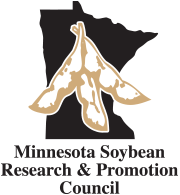 Minnesota Soybean
Research & Promotion
Council